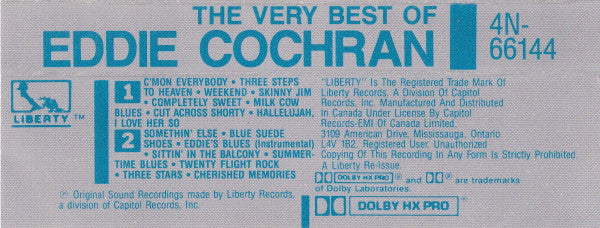 THE VERY BEST OF
EDDIE COCHRAN
4N-
66144
LIBERTY™
1
C'MON EVERYBODY • THREE STEPS
TO HEAVEN • WEEKEND • SKINNY JIM
• COMPLETELY SWEET • MILK COW
BLUES • CUT ACROSS SHORTY • HALLELUJAH,
I LOVE HER SO
2
SOMETHIN' ELSE • BLUE SUEDE
SHOES • EDDIE'S BLUES (Instrumental)
• SITTIN' IN THE BALCONY • SUMMER-
TIME BLUES • TWENTY FLIGHT ROCK
• THREE STARS • CHERISHED MEMORIES
℗ Original Sound Recordings made by Liberty Records,
a division of Capitol Records, Inc.
"LIBERTY" Is The Registered Trade Mark Of
Liberty Records, A Division Of Capitol
Records, Inc. Manufactured And Distributed
In Canada Under License By Capitol
Records-EMI Of Canada Limited.
3109 American Drive, Mississauga, Ontario
L4V 1B2. Registered User. Unauthorized
Copying Of This Recording In Any Form Is Strictly Prohibited.
A Liberty Re-Issue.
DOLBY HX PRO and are trademarks
of Dolby Laboratories.
DOLBY HX PRO